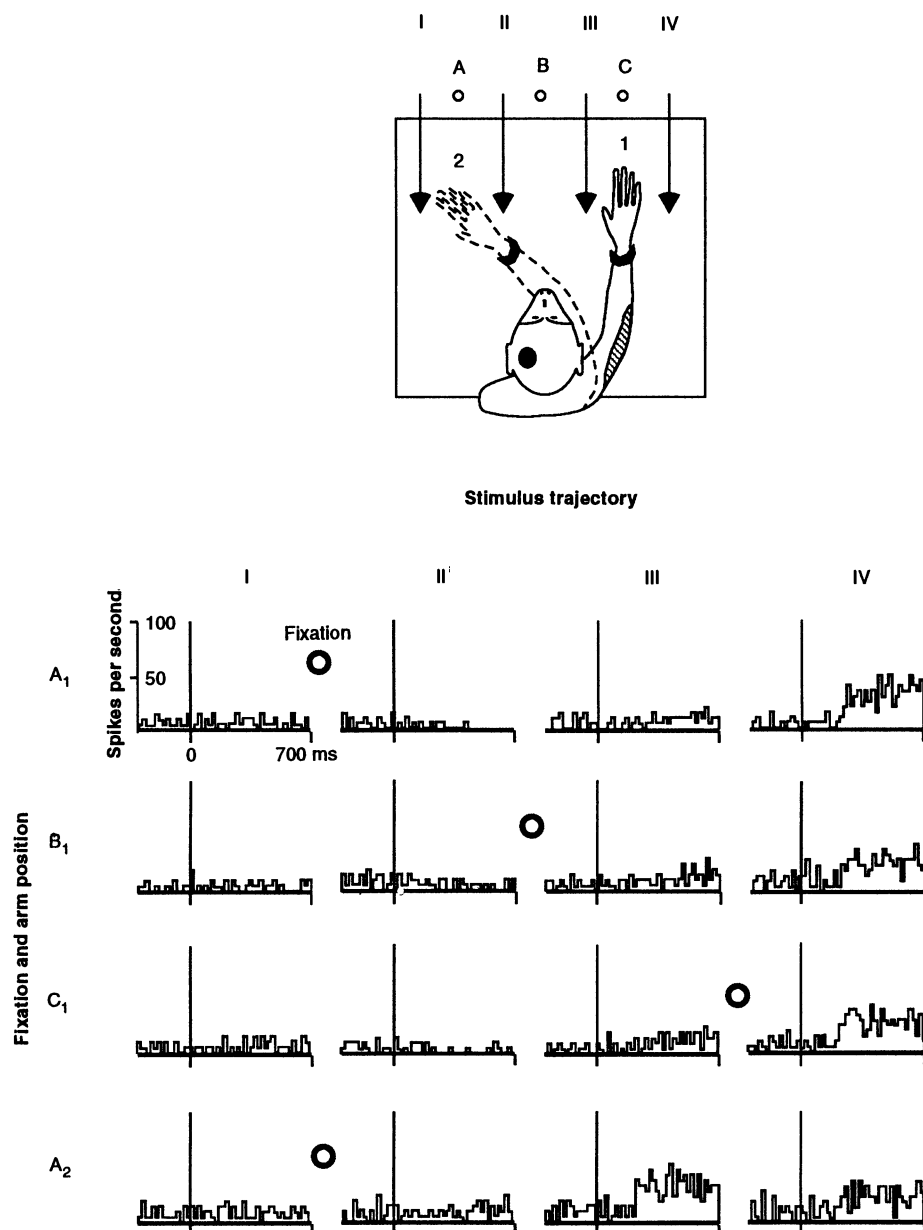 I II III IV
A B C
2 1
Stimulus trajectory
I II III IV
Spikes per second
100
50
Fixation
0 700 ms
Fixation and arm position
A1
B1
C1
A2